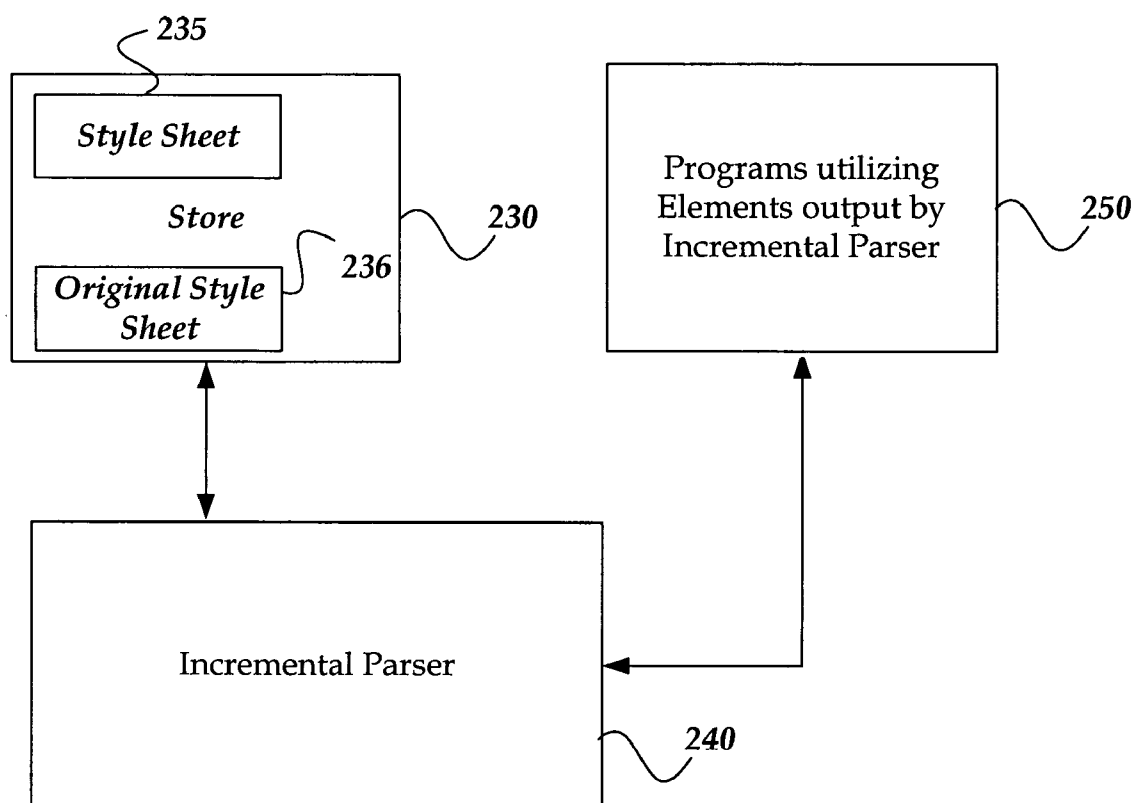 235
Style Sheet
Store
230
236
Original Style
Sheet
Programs utilizing
Elements output by
Incremental Parser
250
Incremental Parser
240